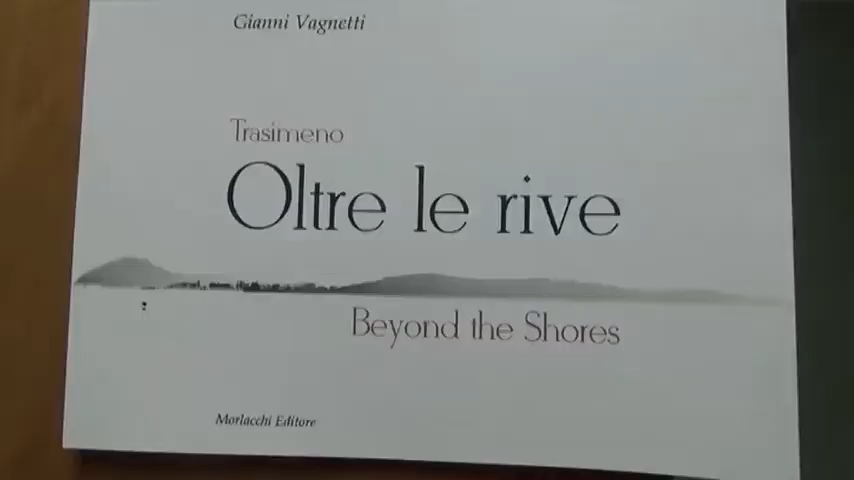 Gianni Vagnetti
Trasimeno
Oltre le rive
Beyond the Shores
Morlacchi Editore